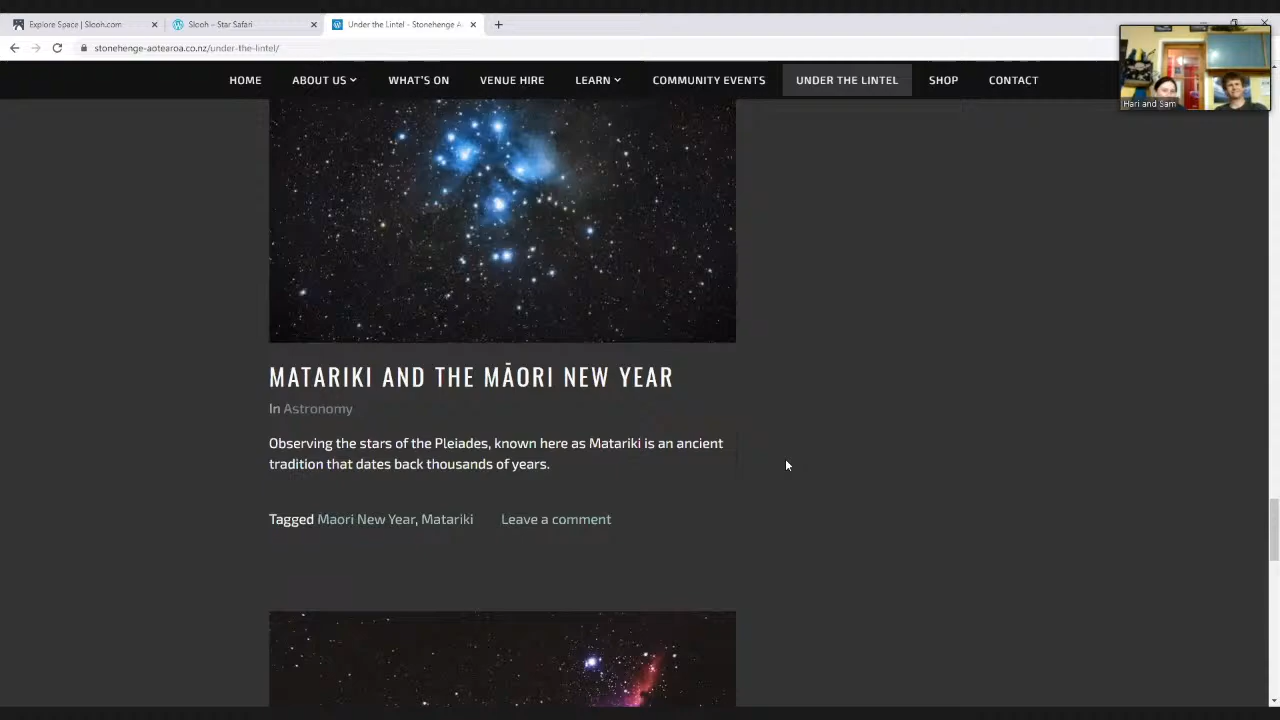 Explore Space | Slooh.com
Slooh – Star Safari
Under the Lintel - Stonehenge A
stonehenge-aotearoa.co.nz/under-the-lintel/
HOME ABOUT US WHAT'S ON VENUE HIRE LEARN COMMUNITY EVENTS UNDER THE LINTEL SHOP CONTACT
Hari and Sam
MATARIKI AND THE MĀORI NEW YEAR
In Astronomy
Observing the stars of the Pleiades, known here as Matariki is an ancient
tradition that dates back thousands of years.
Tagged Maori New Year, Matariki Leave a comment